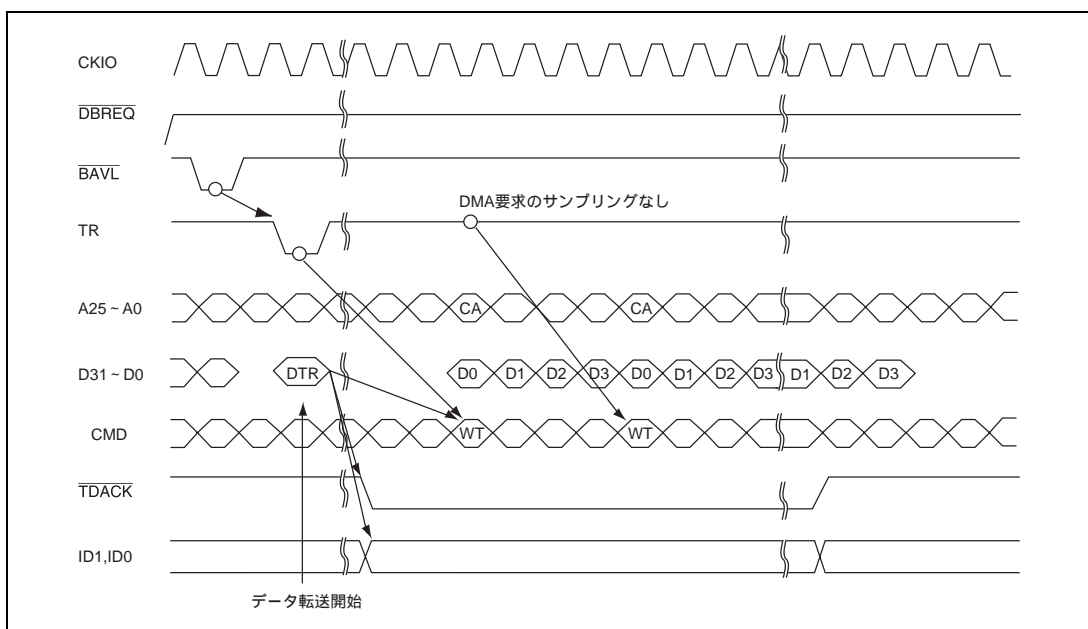 CKIO
DBREQ
BAVL
DMA要求のサンプリングなし
TR
A25 ~ A0 CA CA
D31 ~ D0 DTR D0 D1 D2 D3 D0 D1 D2 D3 D1 D2 D3
CMD WT WT
TDACK
ID1,ID0
データ転送開始